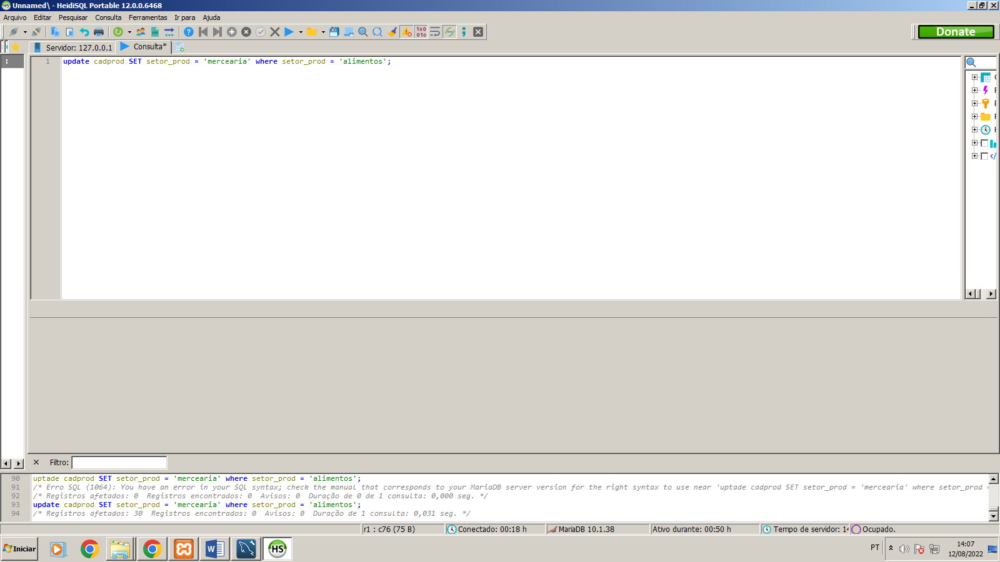 Unnamed\ - HeidiSQL Portable 12.0.0.6468
Arquivo Editar Pesquisar Consulta Ferramentas Ir para Ajuda
Donate
Servidor: 127.0.0.1 Consulta*
1 update cadprod SET setor_prod = 'mercearia' where setor_prod = 'alimentos';
Filtro:
90 uptade cadprod SET setor_prod = 'mercearia' where setor_prod = 'alimentos';
91 /* Erro SQL (1064): You have an error in your SQL syntax; check the manual that corresponds to your MariaDB server version for the right syntax to use near 'uptade cadprod SET setor_prod = 'mercearia' where setor_prod =
92 /* Registros afetados: 0 Registros encontrados: 0 Avisos: 0 Duração de 0 de 1 consulta: 0,000 seg. */
93 update cadprod SET setor_prod = 'mercearia' where setor_prod = 'alimentos';
94 /* Registros afetados: 30 Registros encontrados: 0 Avisos: 0 Duração de 1 consulta: 0,031 seg. */
r1 : c76 (75 B) Conectado: 00:18 h MariaDB 10.1.38 Ativo durante: 00:50 h Tempo de servidor: 14 Ocupado.
Iniciar
PT
14:07
12/08/2022